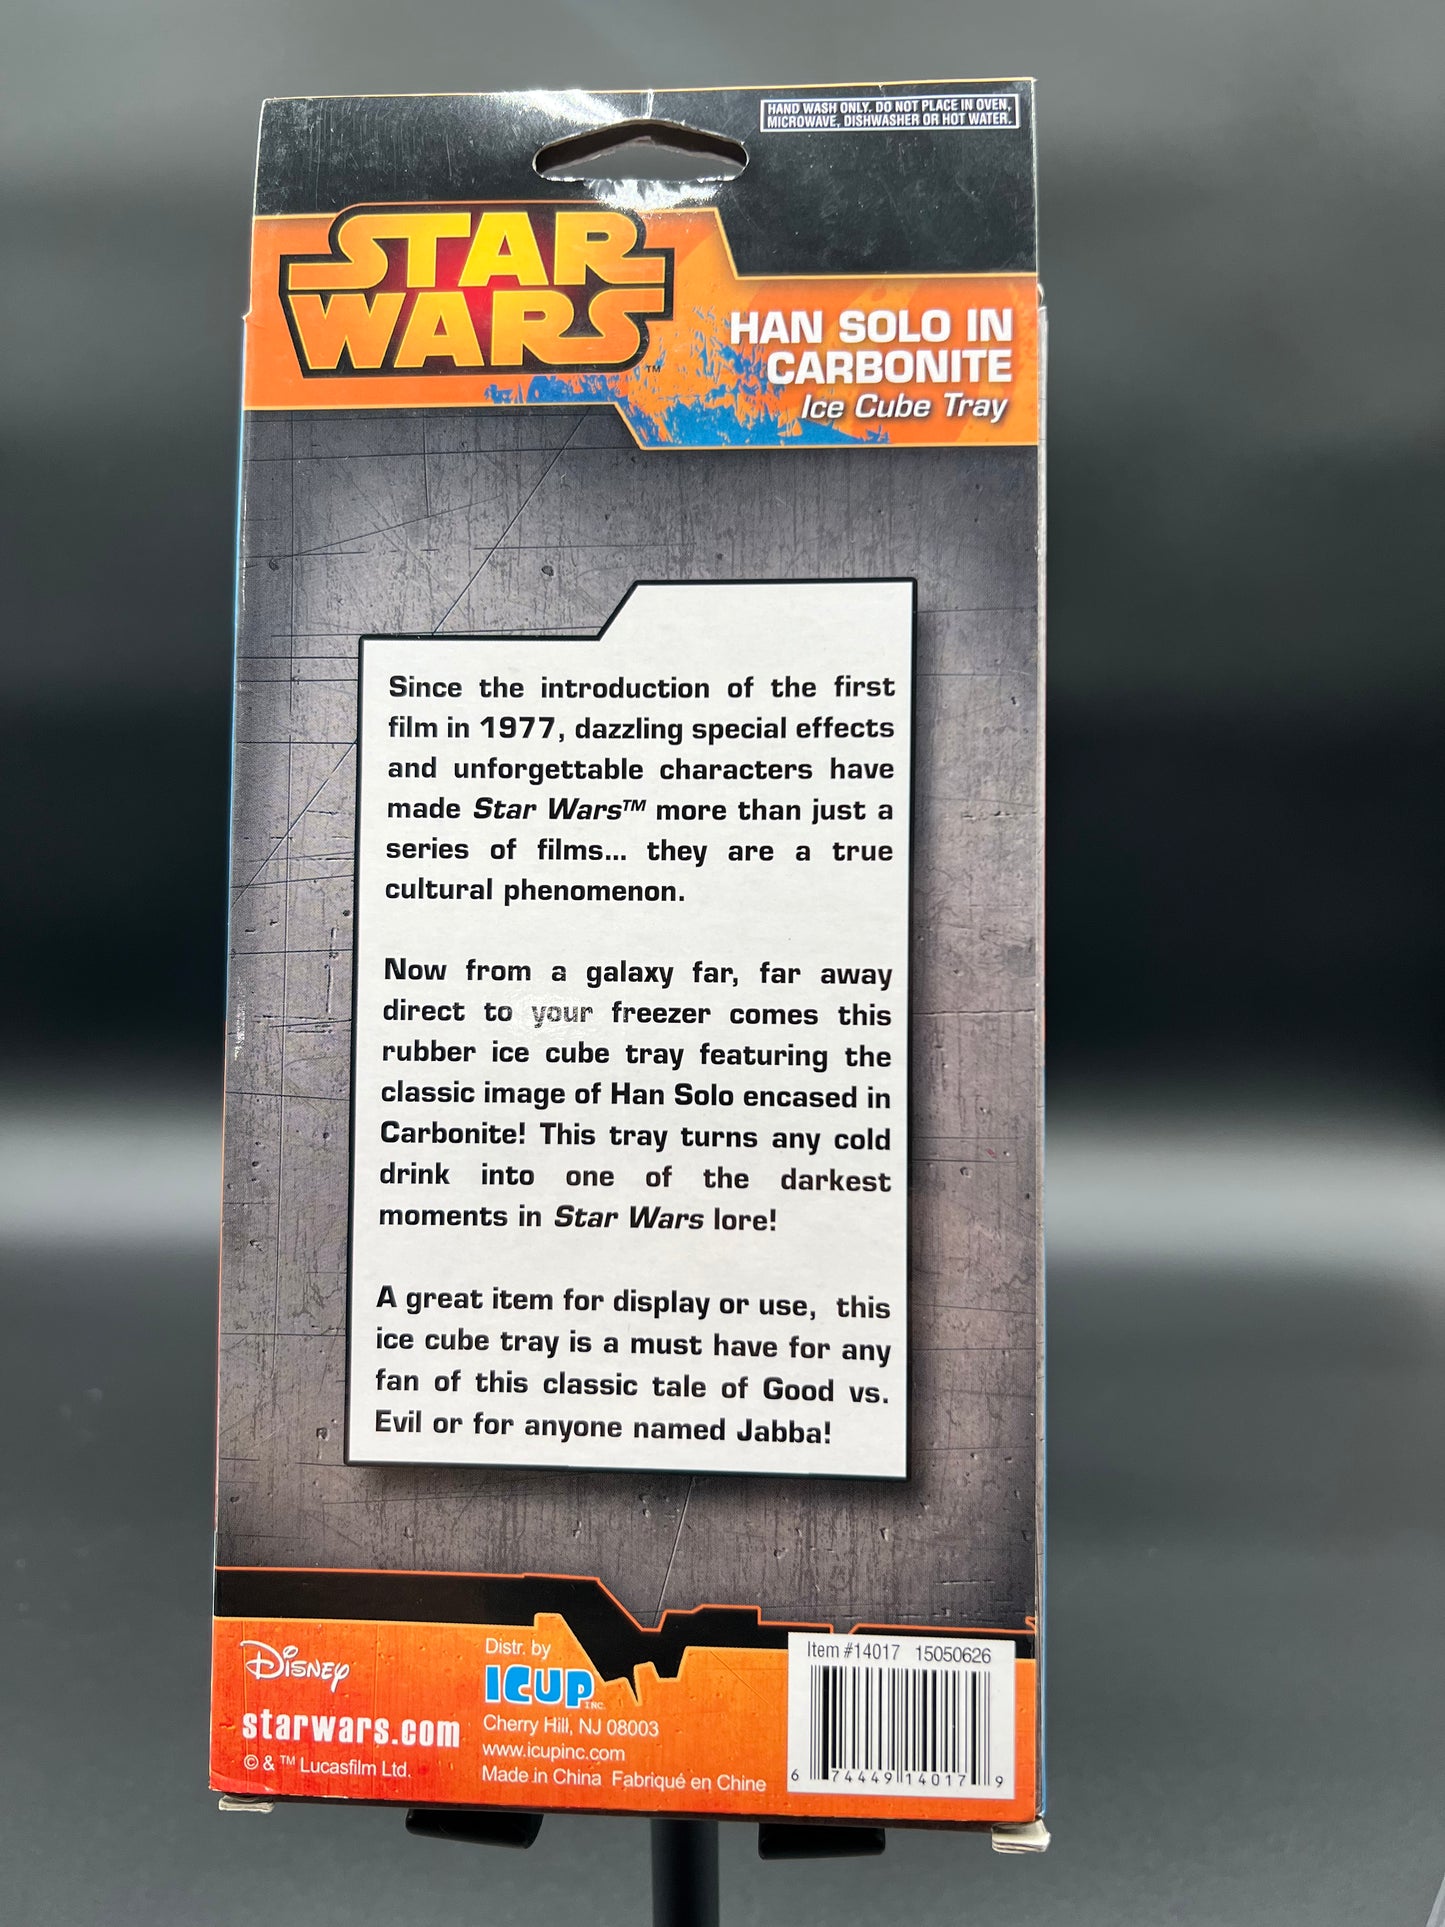 HAND WASH ONLY. DO NOT PLACE IN OVEN,
MICROWAVE, DISHWASHER OR HOT WATER.
STAR
WARS™
HAN SOLO IN
CARBONITE
Ice Cube Tray
Since the introduction of the first
film in 1977, dazzling special effects
and unforgettable characters have
made Star Wars™ more than just a
series of films... they are a true
cultural phenomenon.
Now from a galaxy far, far away
direct to your freezer comes this
rubber ice cube tray featuring the
classic image of Han Solo encased in
Carbonite! This tray turns any cold
drink into one of the darkest
moments in Star Wars lore!
A great item for display or use, this
ice cube tray is a must have for any
fan of this classic tale of Good vs.
Evil or for anyone named Jabba!
Disney
starwars.com
© & ™ Lucasfilm Ltd.
Distr. by
ICUP INC.
Cherry Hill, NJ 08003
www.icupinc.com
Made in China Fabriqué en Chine
Item #14017 15050626
6 74449 14017 9